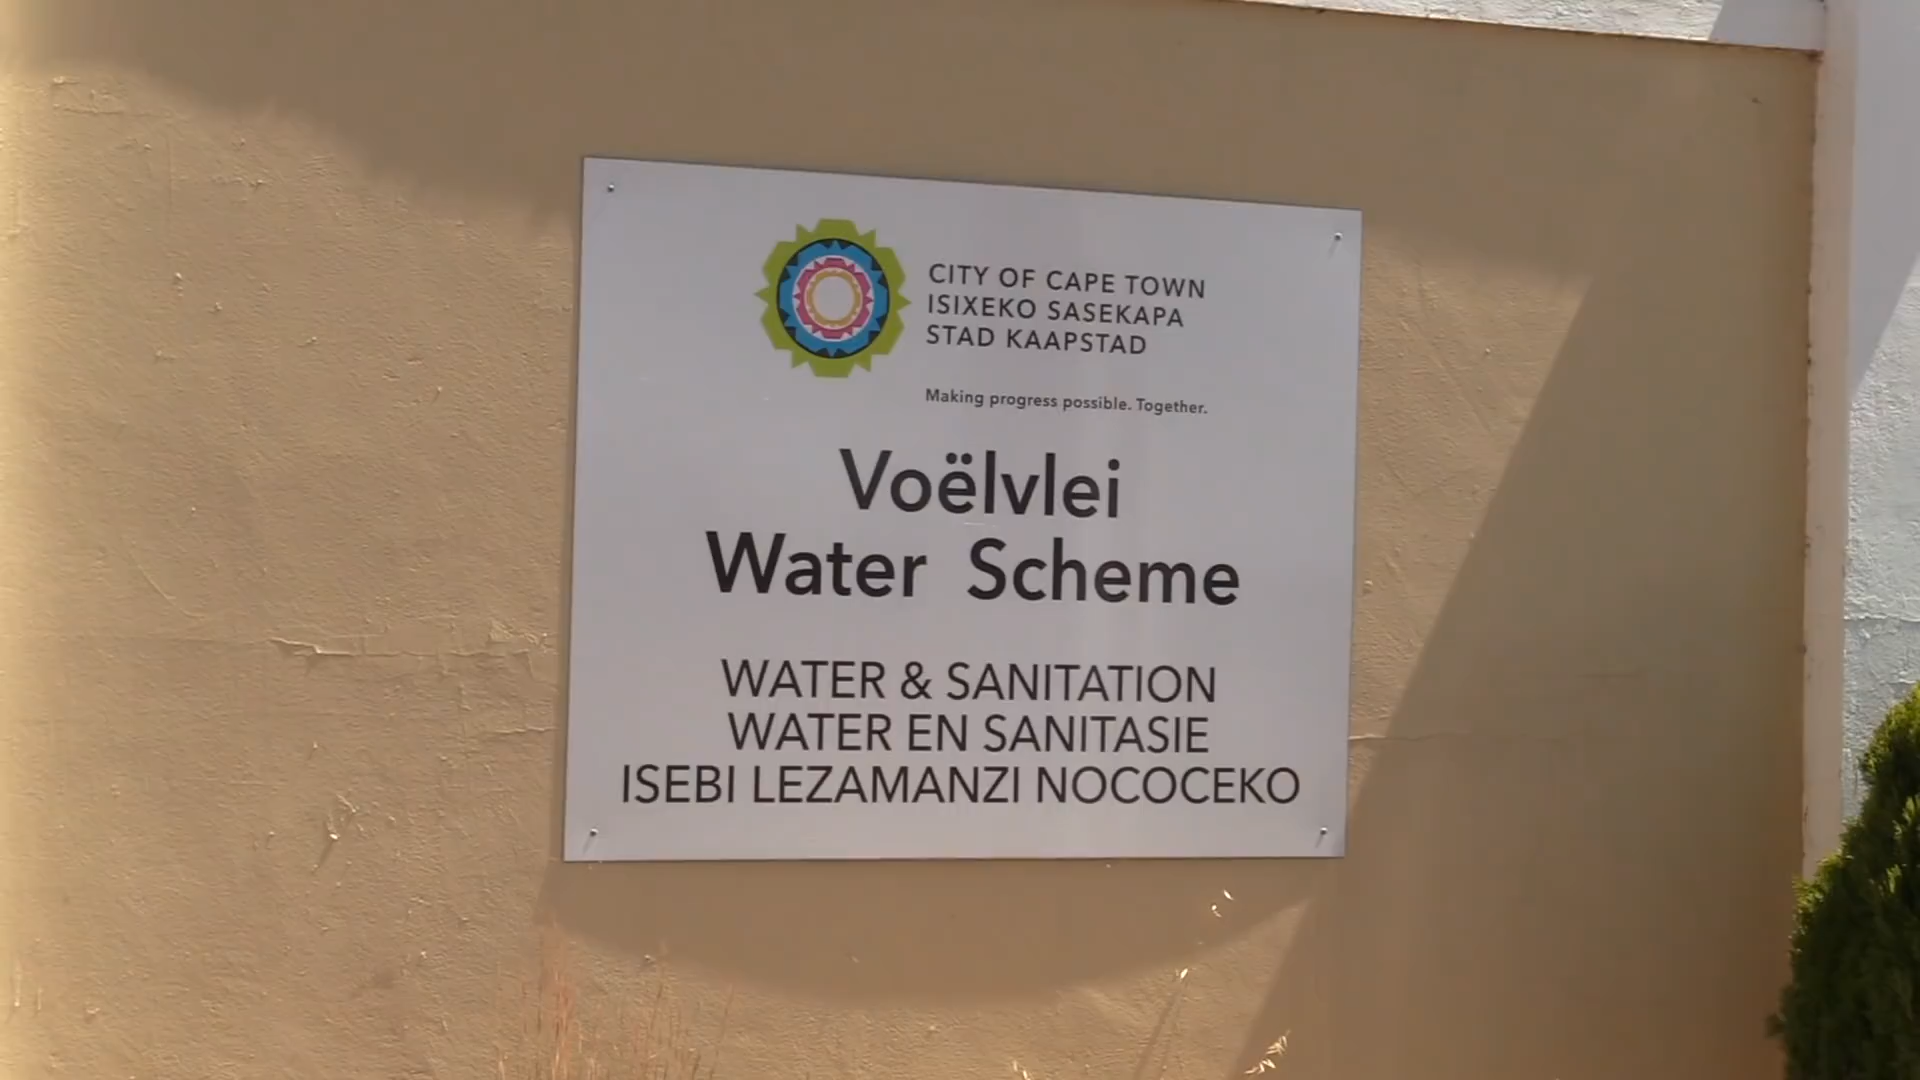 CITY OF CAPE TOWN
ISIXEKO SASEKAPA
STAD KAAPSTAD
Making progress possible. Together.
Voëlvlei
Water Scheme
WATER & SANITATION
WATER EN SANITASIE
ISEBI LEZAMANZI NOCOCEKO